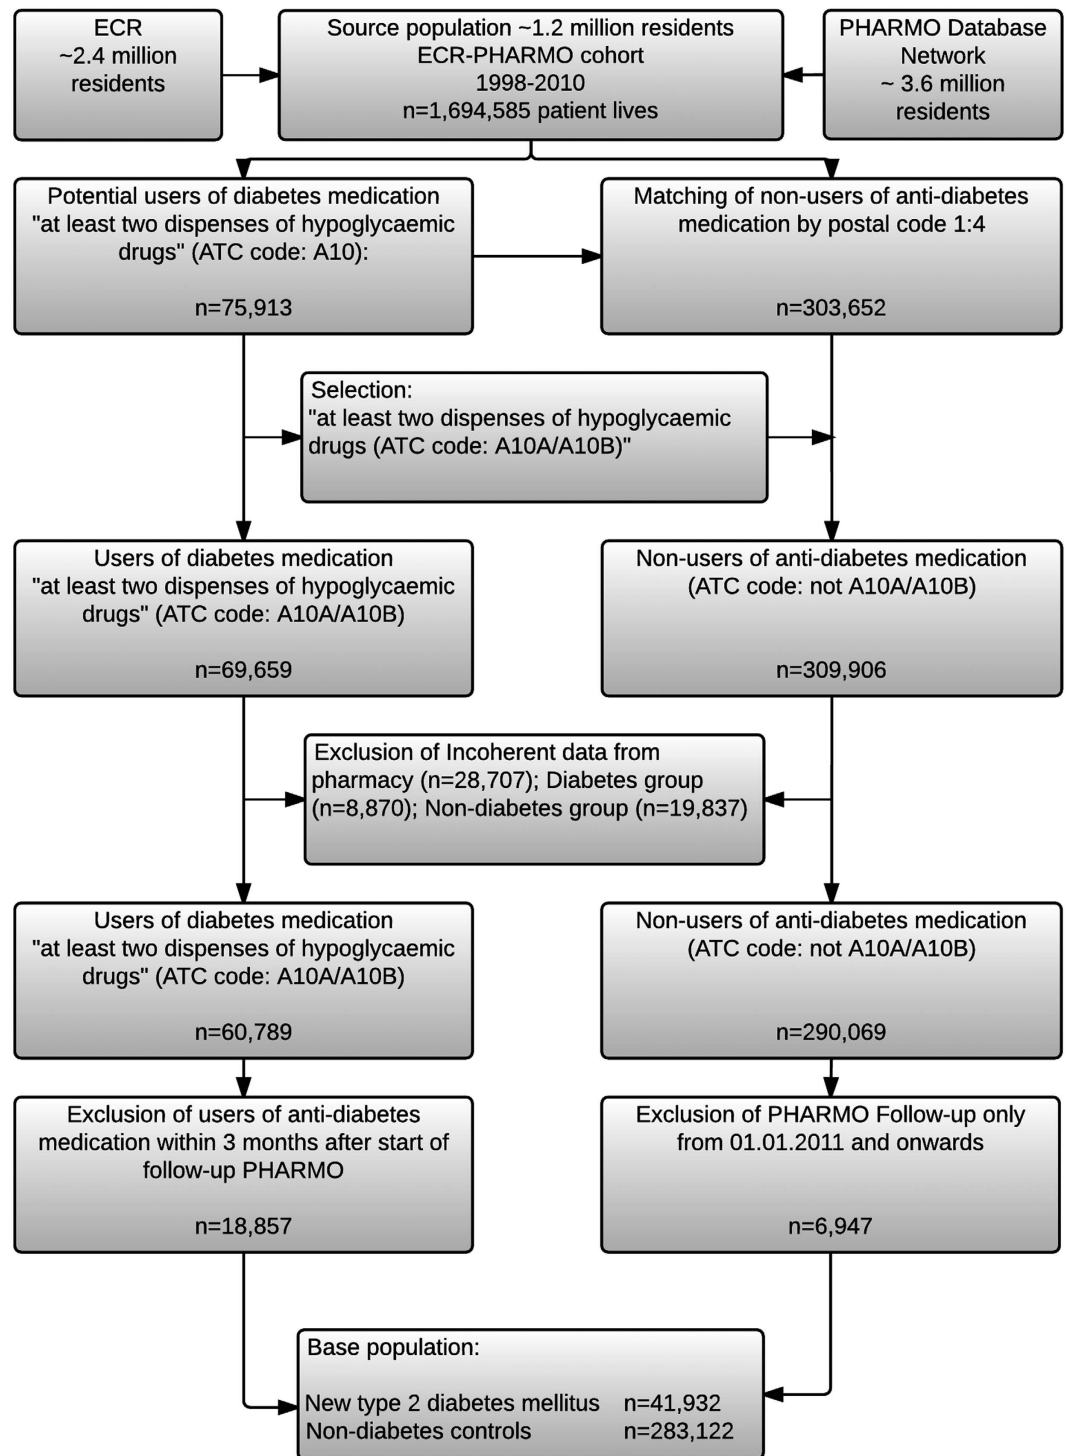 ECR
~2.4 million
residents
Source population ~1.2 million residents
ECR-PHARMO cohort
1998-2010
n=1,694,585 patient lives
PHARMO Database
Network
~ 3.6 million
residents
Potential users of diabetes medication
"at least two dispenses of hypoglycaemic
drugs" (ATC code: A10):
n=75,913
Matching of non-users of anti-diabetes
medication by postal code 1:4
n=303,652
Selection:
"at least two dispenses of hypoglycaemic
drugs (ATC code: A10A/A10B)"
Users of diabetes medication
"at least two dispenses of hypoglycaemic
drugs" (ATC code: A10A/A10B)
n=69,659
Non-users of anti-diabetes medication
(ATC code: not A10A/A10B)
n=309,906
Exclusion of Incoherent data from
pharmacy (n=28,707); Diabetes group
(n=8,870); Non-diabetes group (n=19,837)
Users of diabetes medication
"at least two dispenses of hypoglycaemic
drugs" (ATC code: A10A/A10B)
n=60,789
Non-users of anti-diabetes medication
(ATC code: not A10A/A10B)
n=290,069
Exclusion of users of anti-diabetes
medication within 3 months after start of
follow-up PHARMO
n=18,857
Exclusion of PHARMO Follow-up only
from 01.01.2011 and onwards
n=6,947
Base population:
New type 2 diabetes mellitus n=41,932
Non-diabetes controls n=283,122